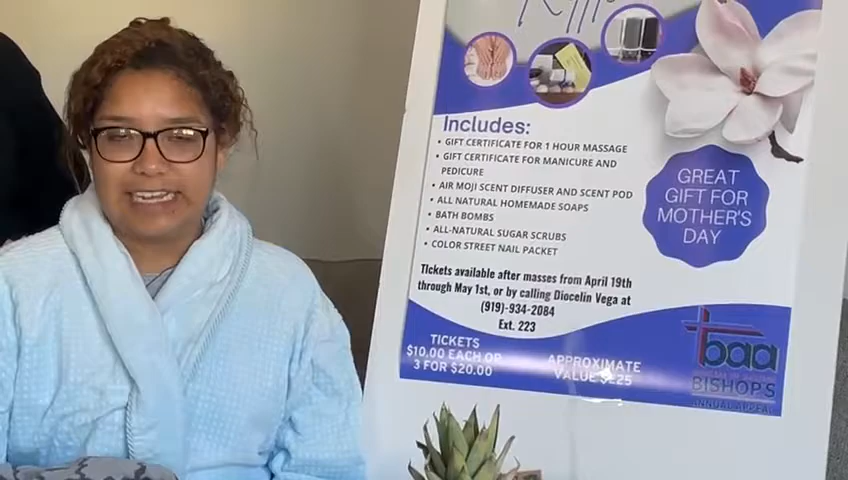 Raffle
Includes:
• GIFT CERTIFICATE FOR 1 HOUR MASSAGE
• GIFT CERTIFICATE FOR MANICURE AND
PEDICURE
• AIR MOJI SCENT DIFFUSER AND SCENT POD
• ALL NATURAL HOMEMADE SOAPS
• BATH BOMBS
• ALL-NATURAL SUGAR SCRUBS
• COLOR STREET NAIL PACKET
GREAT
GIFT FOR
MOTHER'S
DAY
Tickets available after masses from April 19th
through May 1st, or by calling Diocelin Vega at
(919)-934-2084
Ext. 223
TICKETS
$10.00 EACH OR
3 FOR $20.00
APPROXIMATE
VALUE $225
baa
BISHOP'S
ANNUAL APPEAL